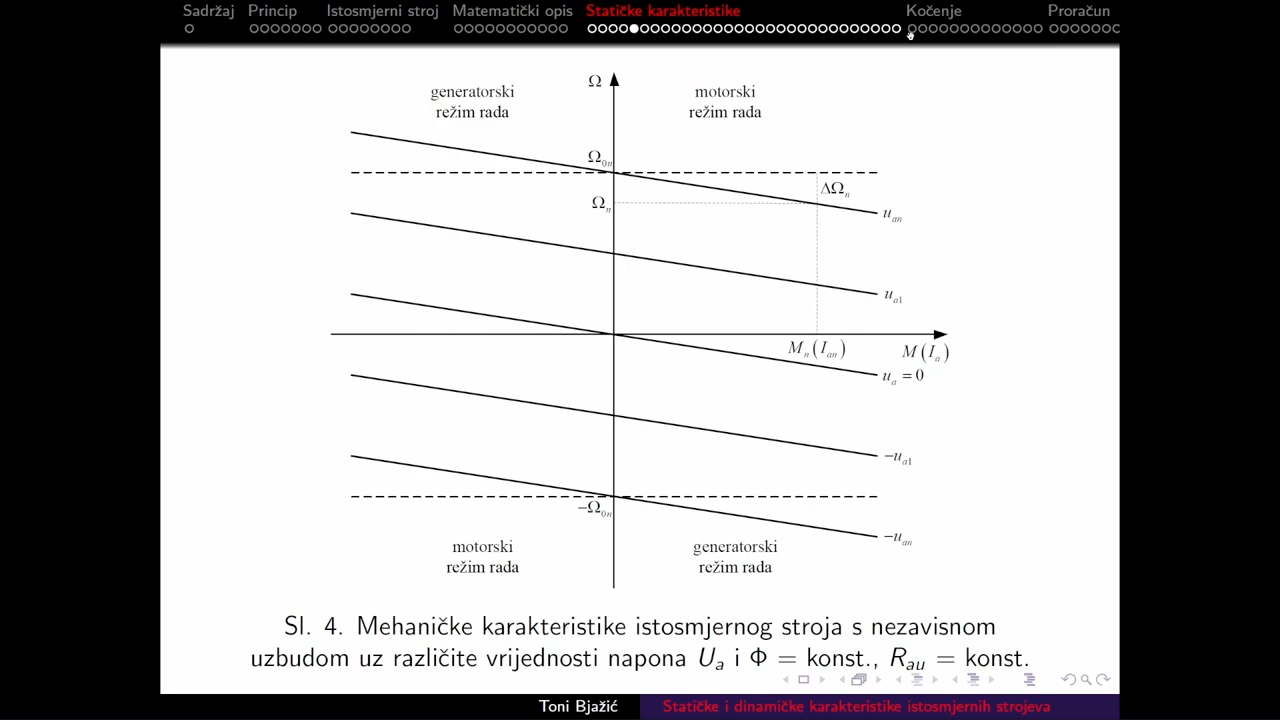 Sadržaj Princip Istosmjerni stroj Matematički opis Statičke karakteristike Kočenje Proračun
generatorski
režim rada
motorski
režim rada
Ω
Ω0n
ΔΩn
Ωn
uan
ua1
Mn(Ian)
M(Ia)
ua = 0
−ua1
−Ω0n
−uan
motorski
režim rada
generatorski
režim rada
Sl. 4. Mehaničke karakteristike istosmjernog stroja s nezavisnom
uzbudom uz različite vrijednosti napona Ua i Φ = konst., Rau = konst.
Toni Bjažić Statičke i dinamičke karakteristike istosmjernih strojeva